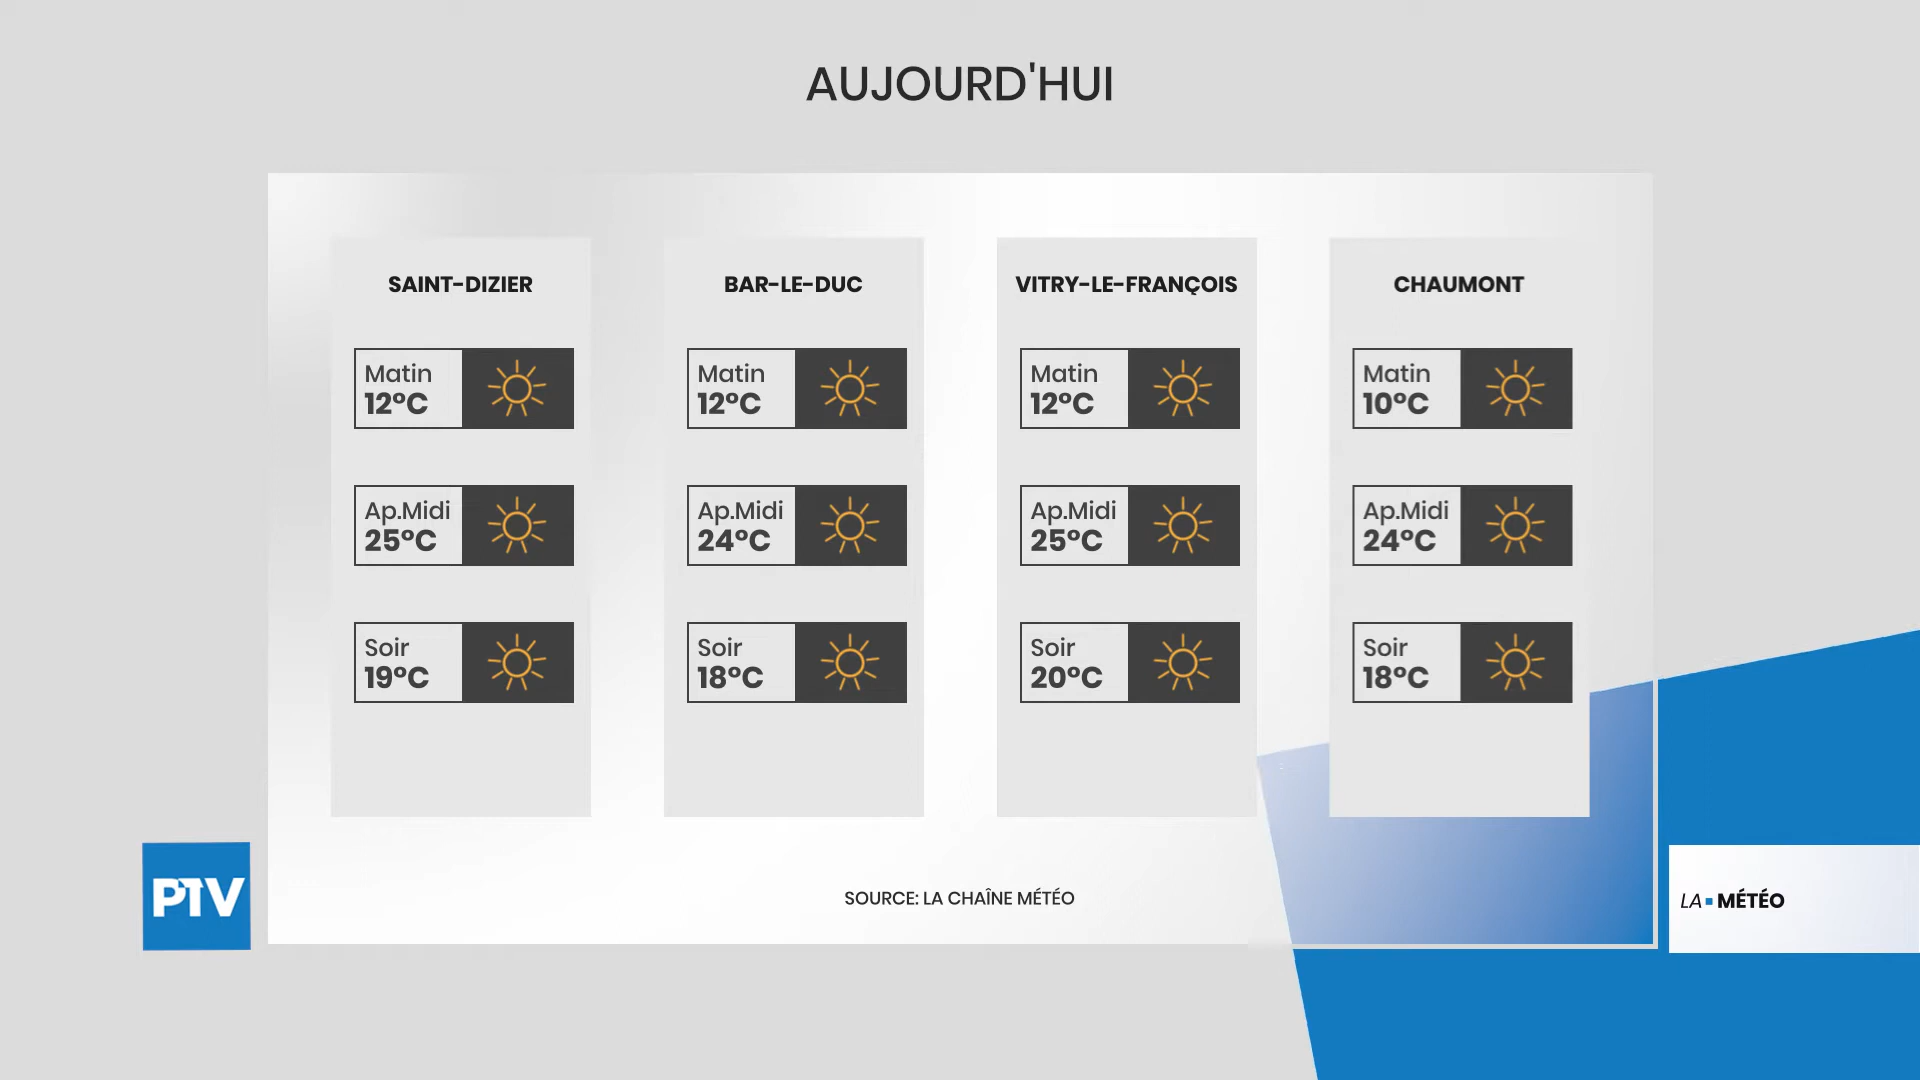 AUJOURD'HUI
SAINT-DIZIER
Matin
12°C
Ap.Midi
25°C
Soir
19°C
BAR-LE-DUC
Matin
12°C
Ap.Midi
24°C
Soir
18°C
VITRY-LE-FRANÇOIS
Matin
12°C
Ap.Midi
25°C
Soir
20°C
CHAUMONT
Matin
10°C
Ap.Midi
24°C
Soir
18°C
SOURCE: LA CHAÎNE MÉTÉO
PTV
LA MÉTÉO